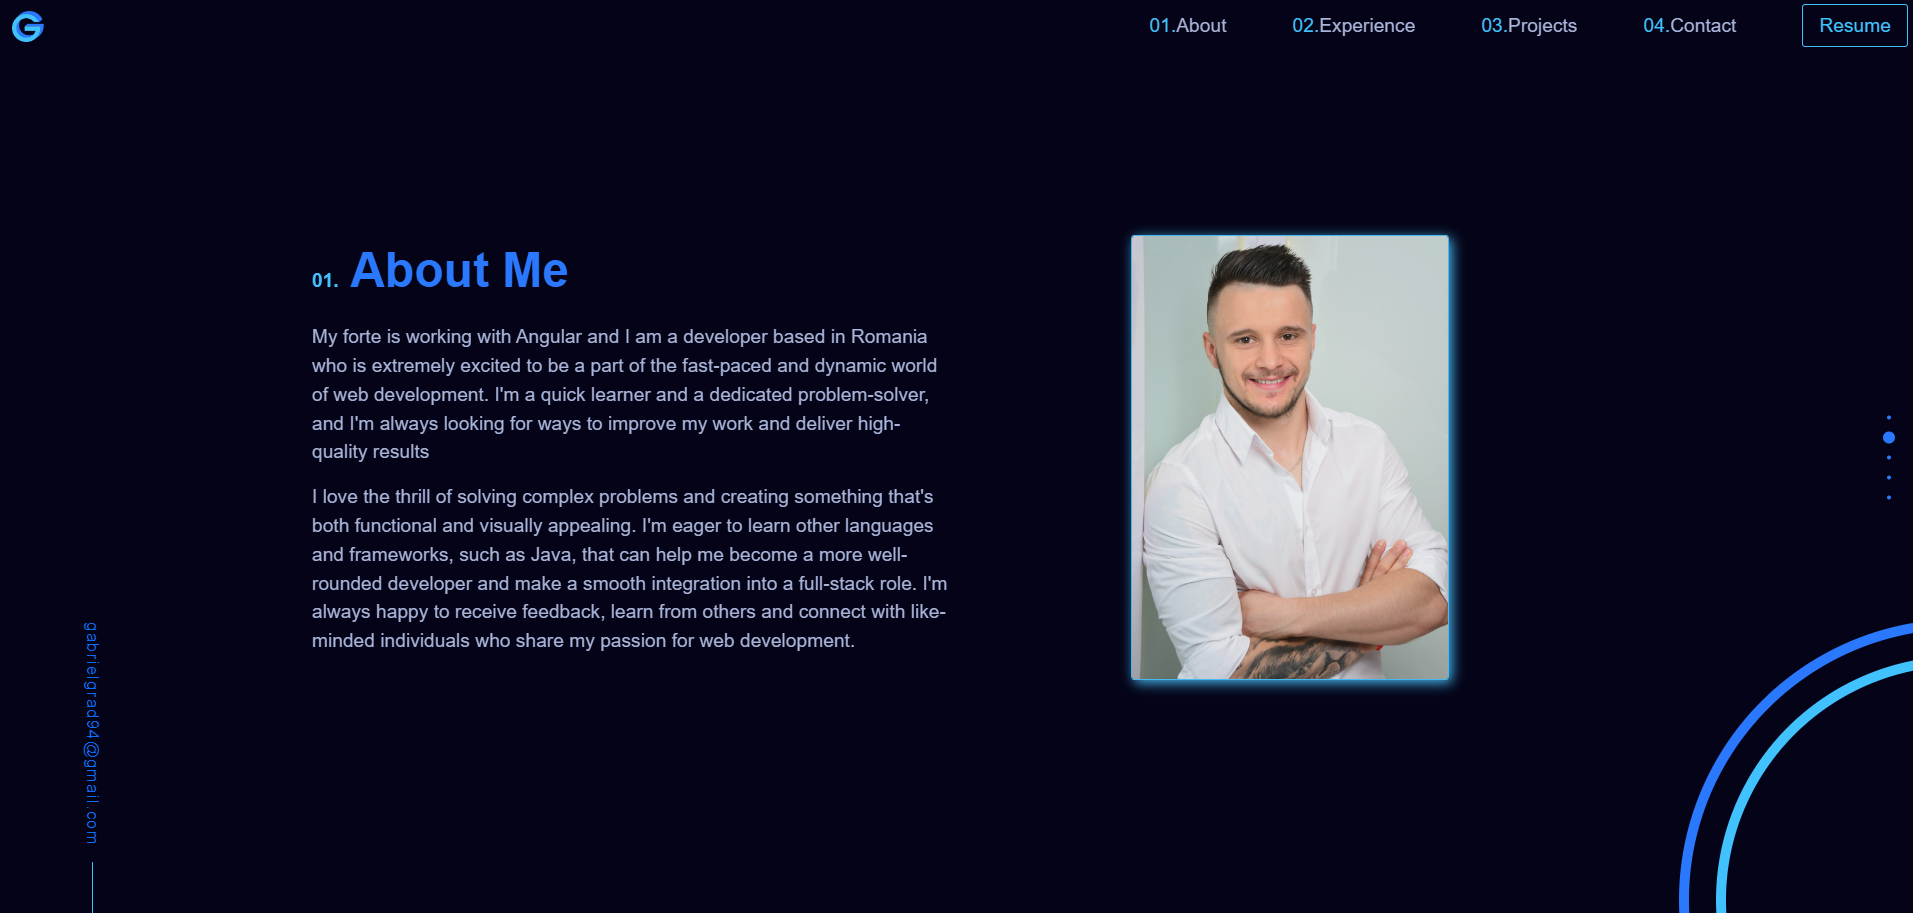 01.About
02.Experience
03.Projects
04.Contact
Resume
01. About Me
My forte is working with Angular and I am a developer based in Romania
who is extremely excited to be a part of the fast-paced and dynamic world
of web development. I'm a quick learner and a dedicated problem-solver,
and I'm always looking for ways to improve my work and deliver high-
quality results
I love the thrill of solving complex problems and creating something that's
both functional and visually appealing. I'm eager to learn other languages
and frameworks, such as Java, that can help me become a more well-
rounded developer and make a smooth integration into a full-stack role. I'm
always happy to receive feedback, learn from others and connect with like-
minded individuals who share my passion for web development.
gabrielgrad94@gmail.com